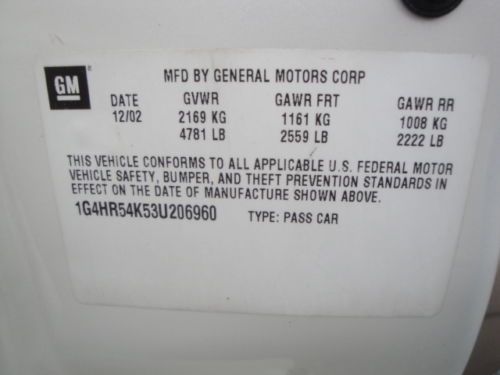 GM
MFD BY GENERAL MOTORS CORP
DATE GVWR GAWR FRT GAWR RR
12/02 2169 KG 1161 KG 1008 KG
4781 LB 2559 LB 2222 LB
THIS VEHICLE CONFORMS TO ALL APPLICABLE U.S. FEDERAL MOTOR
VEHICLE SAFETY, BUMPER, AND THEFT PREVENTION STANDARDS IN
EFFECT ON THE DATE OF MANUFACTURE SHOWN ABOVE.
1G4HR54K53U206960 TYPE: PASS CAR